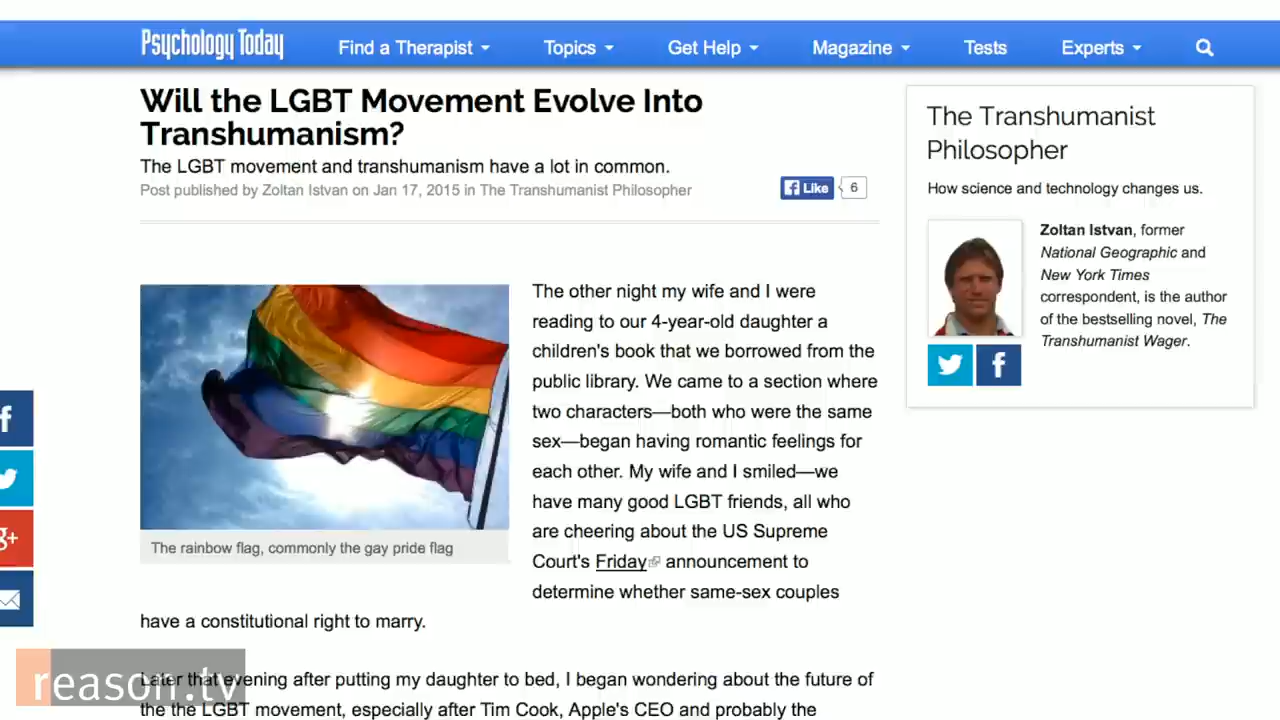 Psychology Today
Find a Therapist
Topics
Get Help
Magazine
Tests
Experts
Will the LGBT Movement Evolve Into
Transhumanism?
The LGBT movement and transhumanism have a lot in common.
Post published by Zoltan Istvan on Jan 17, 2015 in The Transhumanist Philosopher
Like
6
The rainbow flag, commonly the gay pride flag
The other night my wife and I were
reading to our 4-year-old daughter a
children's book that we borrowed from the
public library. We came to a section where
two characters—both who were the same
sex—began having romantic feelings for
each other. My wife and I smiled—we
have many good LGBT friends, all who
are cheering about the US Supreme
Court's Friday announcement to
determine whether same-sex couples
have a constitutional right to marry.
Later that evening after putting my daughter to bed, I began wondering about the future of
the the LGBT movement, especially after Tim Cook, Apple's CEO and probably the
The Transhumanist
Philosopher
How science and technology changes us.
Zoltan Istvan, former
National Geographic and
New York Times
correspondent, is the author
of the bestselling novel, The
Transhumanist Wager.
f
f
g+
reason.tv